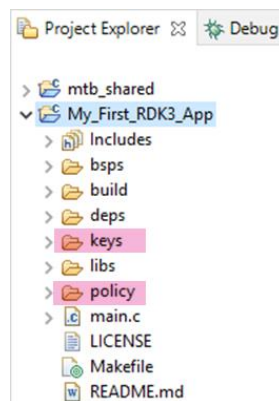 Project Explorer Debug
mtb_shared
My_First_RDK3_App
Includes
bsps
build
deps
keys
libs
policy
main.c
LICENSE
Makefile
README.md